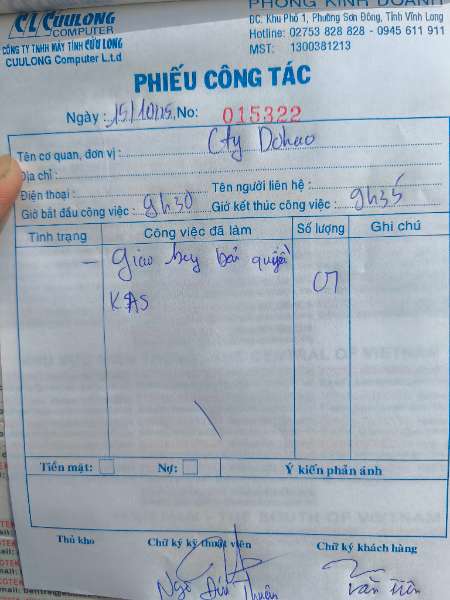 PHÒNG KINH DOANH
CL CUULONG
COMPUTER
CÔNG TY TNHH MÁY TÍNH CỬU LONG
CUULONG Computer L.t.d
ĐC. Khu Phố 1, Phường Sơn Đông, Tỉnh Vĩnh Long
Hotline: 02753 828 828 - 0945 611 911
MST: 1300381213
PHIẾU CÔNG TÁC
Ngày : 15/10/25, No: 015322
Tên cơ quan, đơn vị : Cty Dohao
Địa chỉ :
Điện thoại : Tên người liên hệ :
Giờ bắt đầu công việc : 9h30 Giờ kết thúc công việc : 9h35
Tình trạng Công việc đã làm Số lượng Ghi chú
– Giao key bản quyền 01
KAS
Tiền mặt: Nợ: Ý kiến phản ánh
Thủ kho Chữ ký kỹ thuật viên Chữ ký khách hàng
Ngô Đức Thuân Văn Tiên